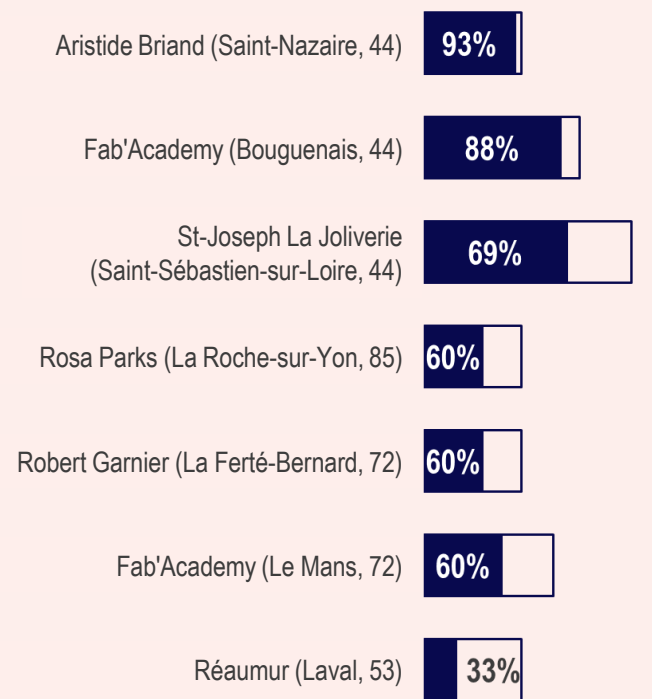 Aristide Briand (Saint-Nazaire, 44) 93%
Fab'Academy (Bouguenais, 44) 88%
St-Joseph La Joliverie
(Saint-Sébastien-sur-Loire, 44) 69%
Rosa Parks (La Roche-sur-Yon, 85) 60%
Robert Garnier (La Ferté-Bernard, 72) 60%
Fab'Academy (Le Mans, 72) 60%
Réaumur (Laval, 53) 33%